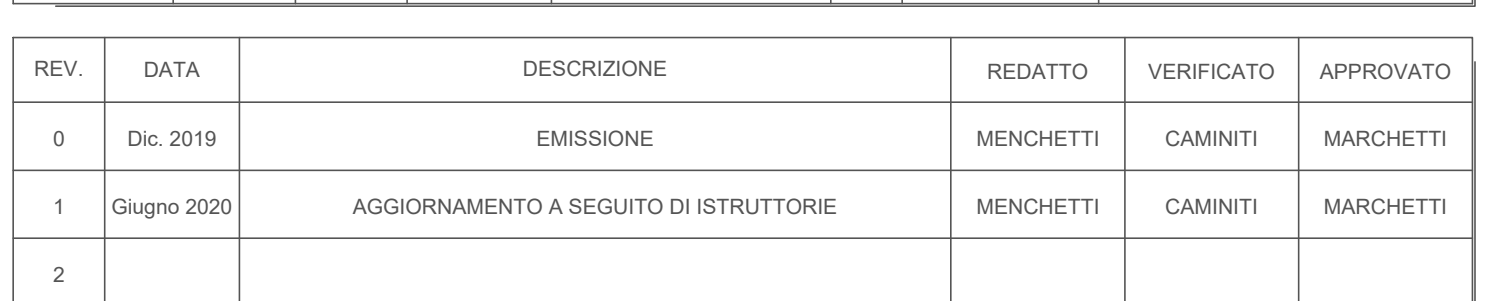 REV. DATA DESCRIZIONE REDATTO VERIFICATO APPROVATO
0 Dic. 2019 EMISSIONE MENCHETTI CAMINITI MARCHETTI
1 Giugno 2020 AGGIORNAMENTO A SEGUITO DI ISTRUTTORIE MENCHETTI CAMINITI MARCHETTI
2